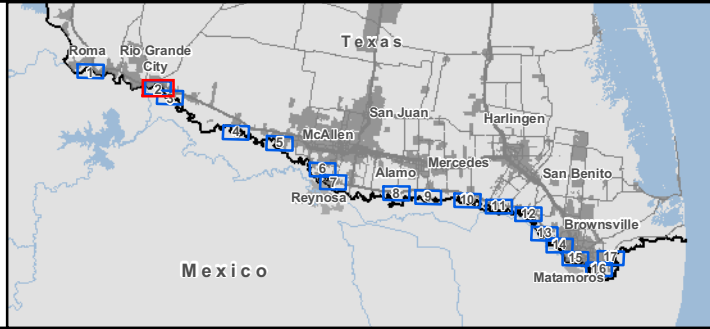 Texas
Roma
Rio Grande
City
1
2
3
San Juan
Harlingen
4
McAllen
5
Mercedes
6
Alamo
San Benito
7
Reynosa
8
9
10
11
12
Brownsville
13
14
15
17
16
Matamoros
Mexico